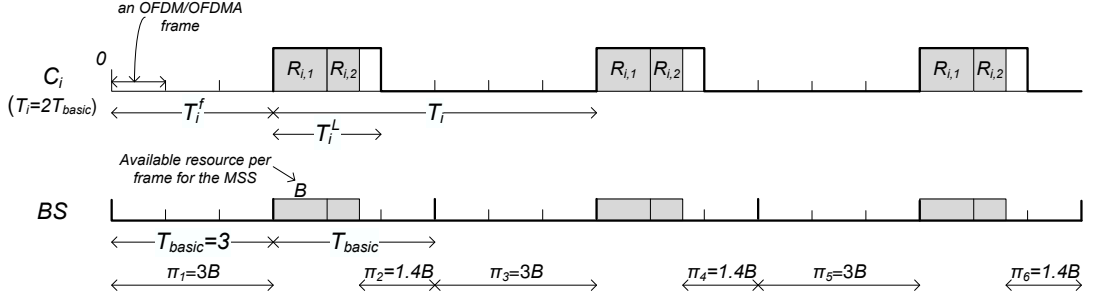 an OFDM/OFDMA
frame
0
C_i
(T_i=2T_basic)
R_i,1 R_i,2 R_i,1 R_i,2 R_i,1 R_i,2
T_i^f T_i
T_i^L
Available resource per
frame for the MSS
B
BS
T_basic=3 T_basic
π_1=3B π_2=1.4B π_3=3B π_4=1.4B π_5=3B π_6=1.4B